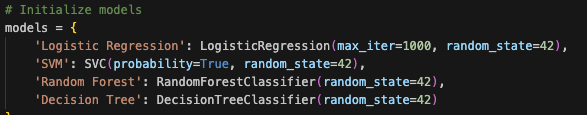 # Initialize models
models = {
    'Logistic Regression': LogisticRegression(max_iter=1000, random_state=42),
    'SVM': SVC(probability=True, random_state=42),
    'Random Forest': RandomForestClassifier(random_state=42),
    'Decision Tree': DecisionTreeClassifier(random_state=42)
}